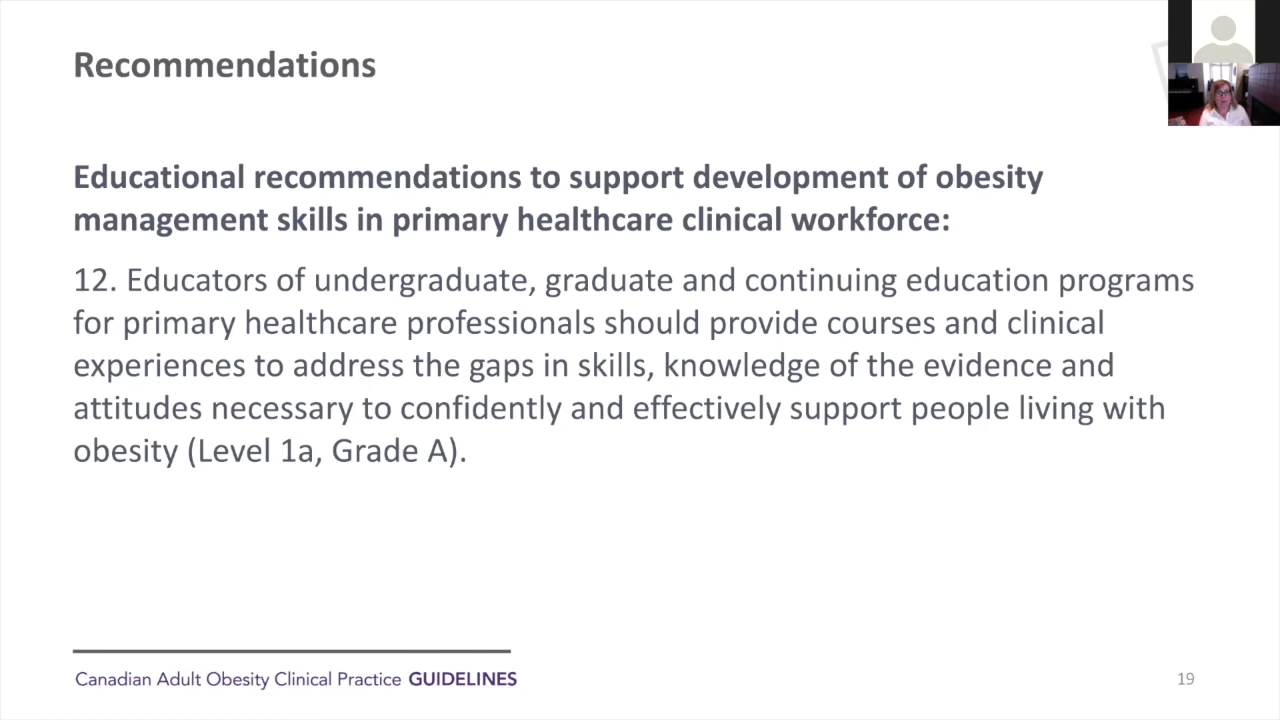 Recommendations
Educational recommendations to support development of obesity
management skills in primary healthcare clinical workforce:
12. Educators of undergraduate, graduate and continuing education programs
for primary healthcare professionals should provide courses and clinical
experiences to address the gaps in skills, knowledge of the evidence and
attitudes necessary to confidently and effectively support people living with
obesity (Level 1a, Grade A).
Canadian Adult Obesity Clinical Practice GUIDELINES
19